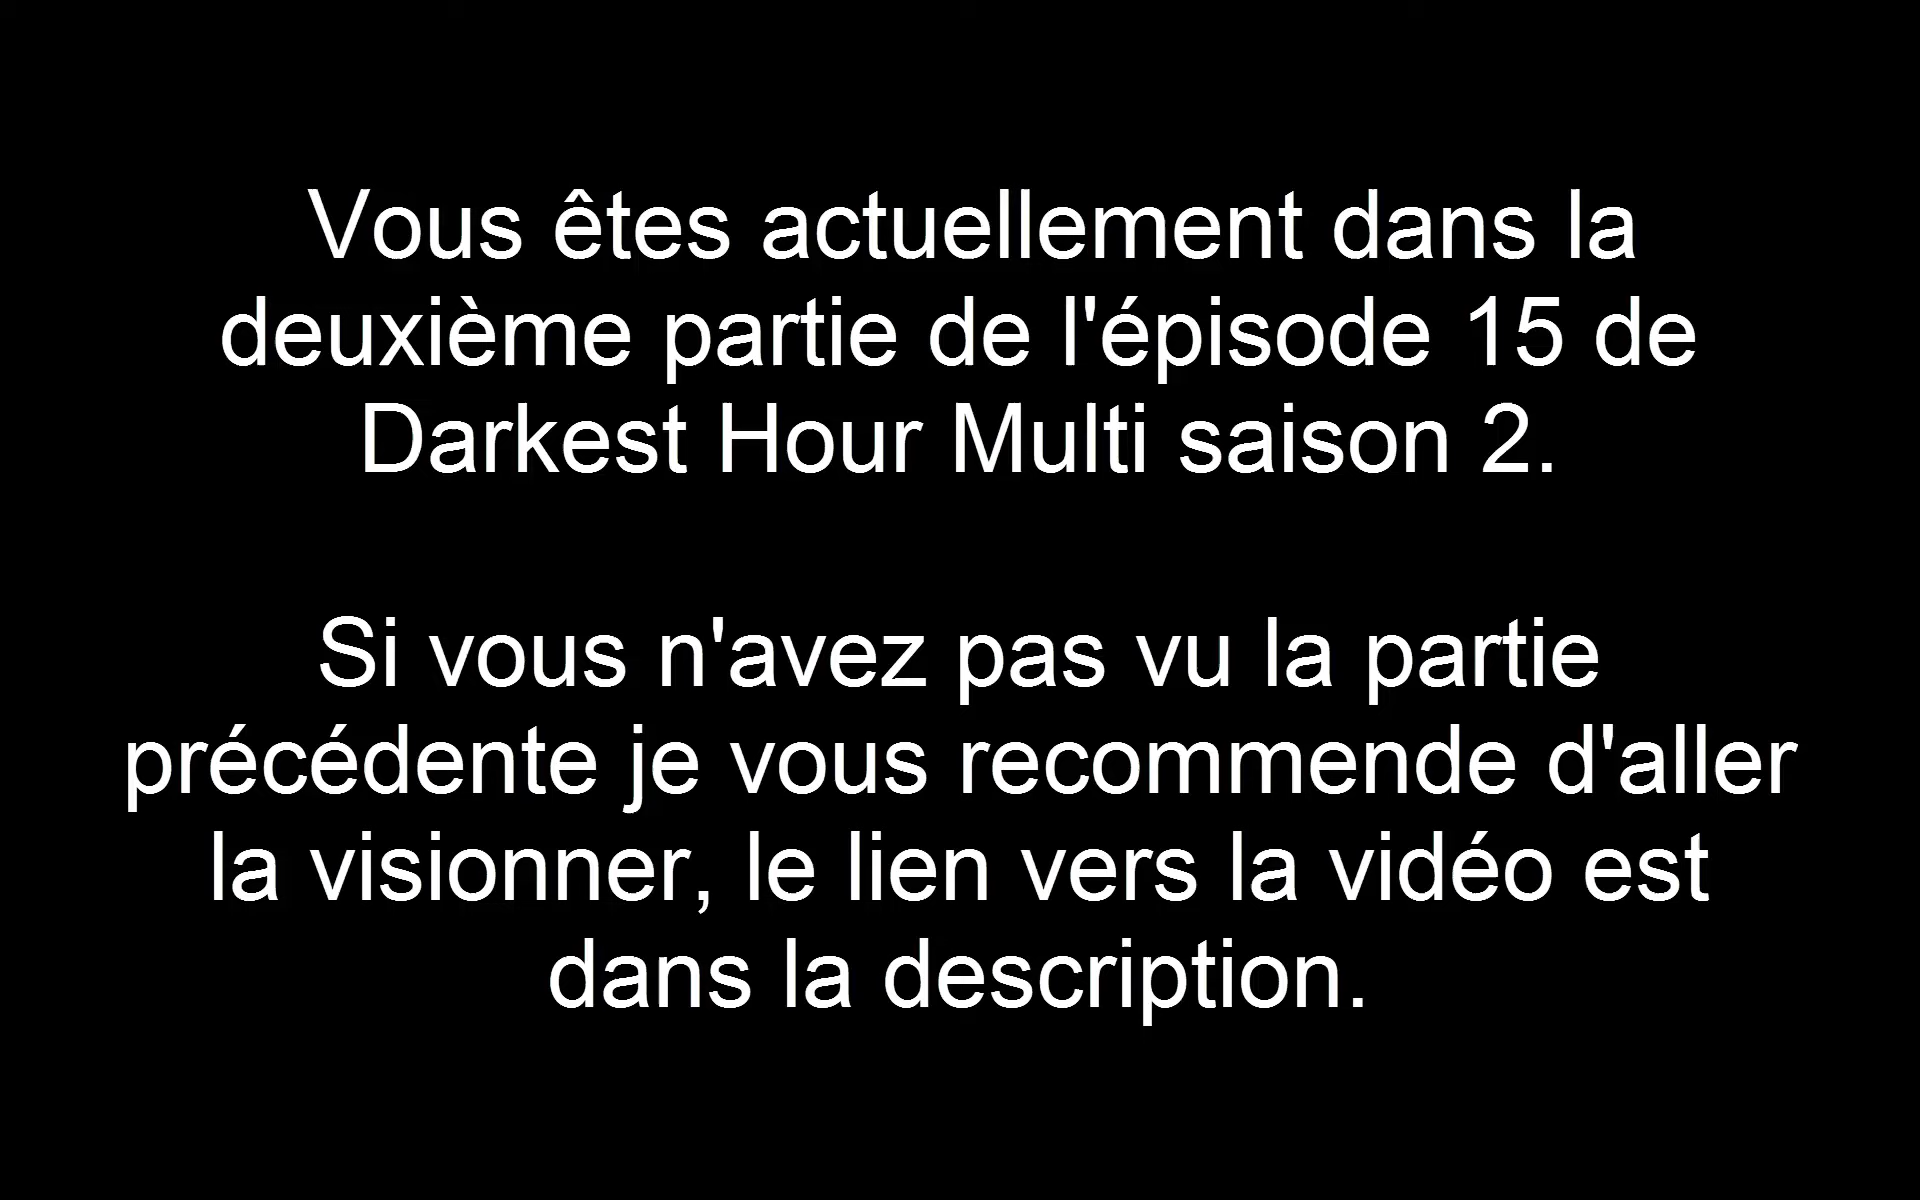 Vous êtes actuellement dans la
deuxième partie de l'épisode 15 de
Darkest Hour Multi saison 2.
Si vous n'avez pas vu la partie
précédente je vous recommende d'aller
la visionner, le lien vers la vidéo est
dans la description.